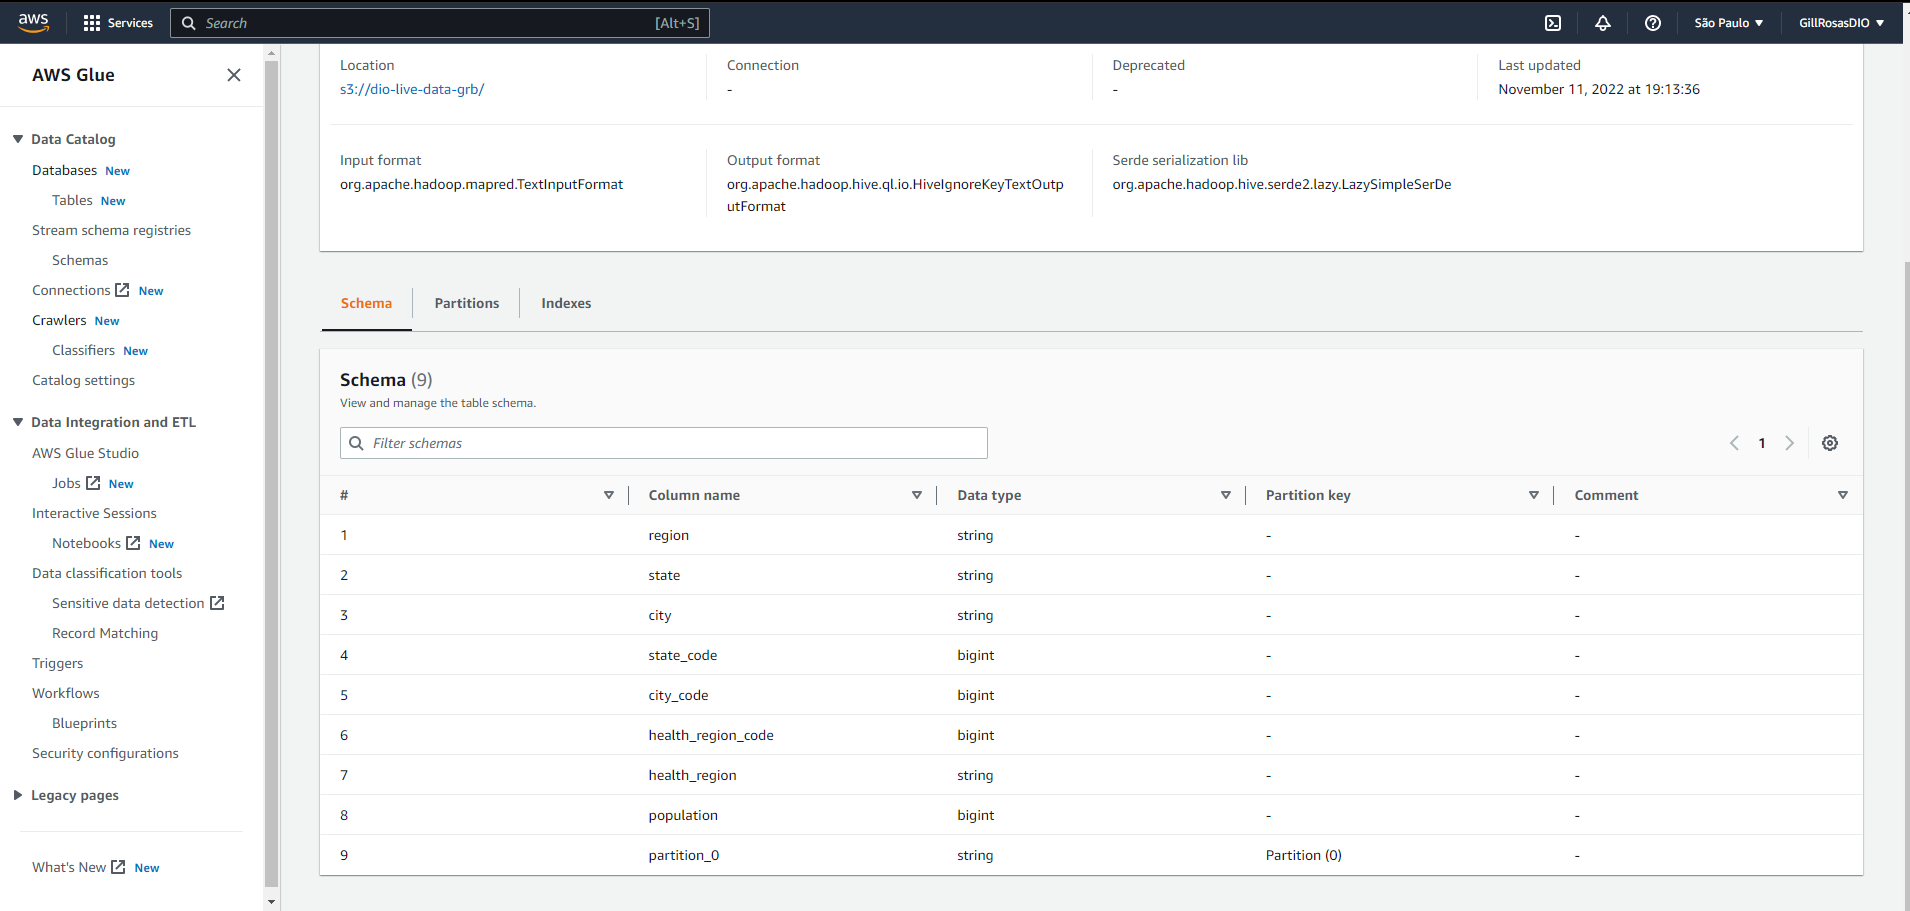 aws
Services
Search
[Alt+S]
São Paulo
GillRosasDIO
AWS Glue
Data Catalog
Databases New
Tables New
Stream schema registries
Schemas
Connections New
Crawlers New
Classifiers New
Catalog settings
Data Integration and ETL
AWS Glue Studio
Jobs New
Interactive Sessions
Notebooks New
Data classification tools
Sensitive data detection
Record Matching
Triggers
Workflows
Blueprints
Security configurations
Legacy pages
What's New New
Location
s3://dio-live-data-grb/
Connection
-
Deprecated
-
Last updated
November 11, 2022 at 19:13:36
Input format
org.apache.hadoop.mapred.TextInputFormat
Output format
org.apache.hadoop.hive.ql.io.HiveIgnoreKeyTextOutp
utFormat
Serde serialization lib
org.apache.hadoop.hive.serde2.lazy.LazySimpleSerDe
Schema Partitions Indexes
Schema (9)
View and manage the table schema.
Filter schemas
1
# Column name Data type Partition key Comment
1 region string - -
2 state string - -
3 city string - -
4 state_code bigint - -
5 city_code bigint - -
6 health_region_code bigint - -
7 health_region string - -
8 population bigint - -
9 partition_0 string Partition (0) -